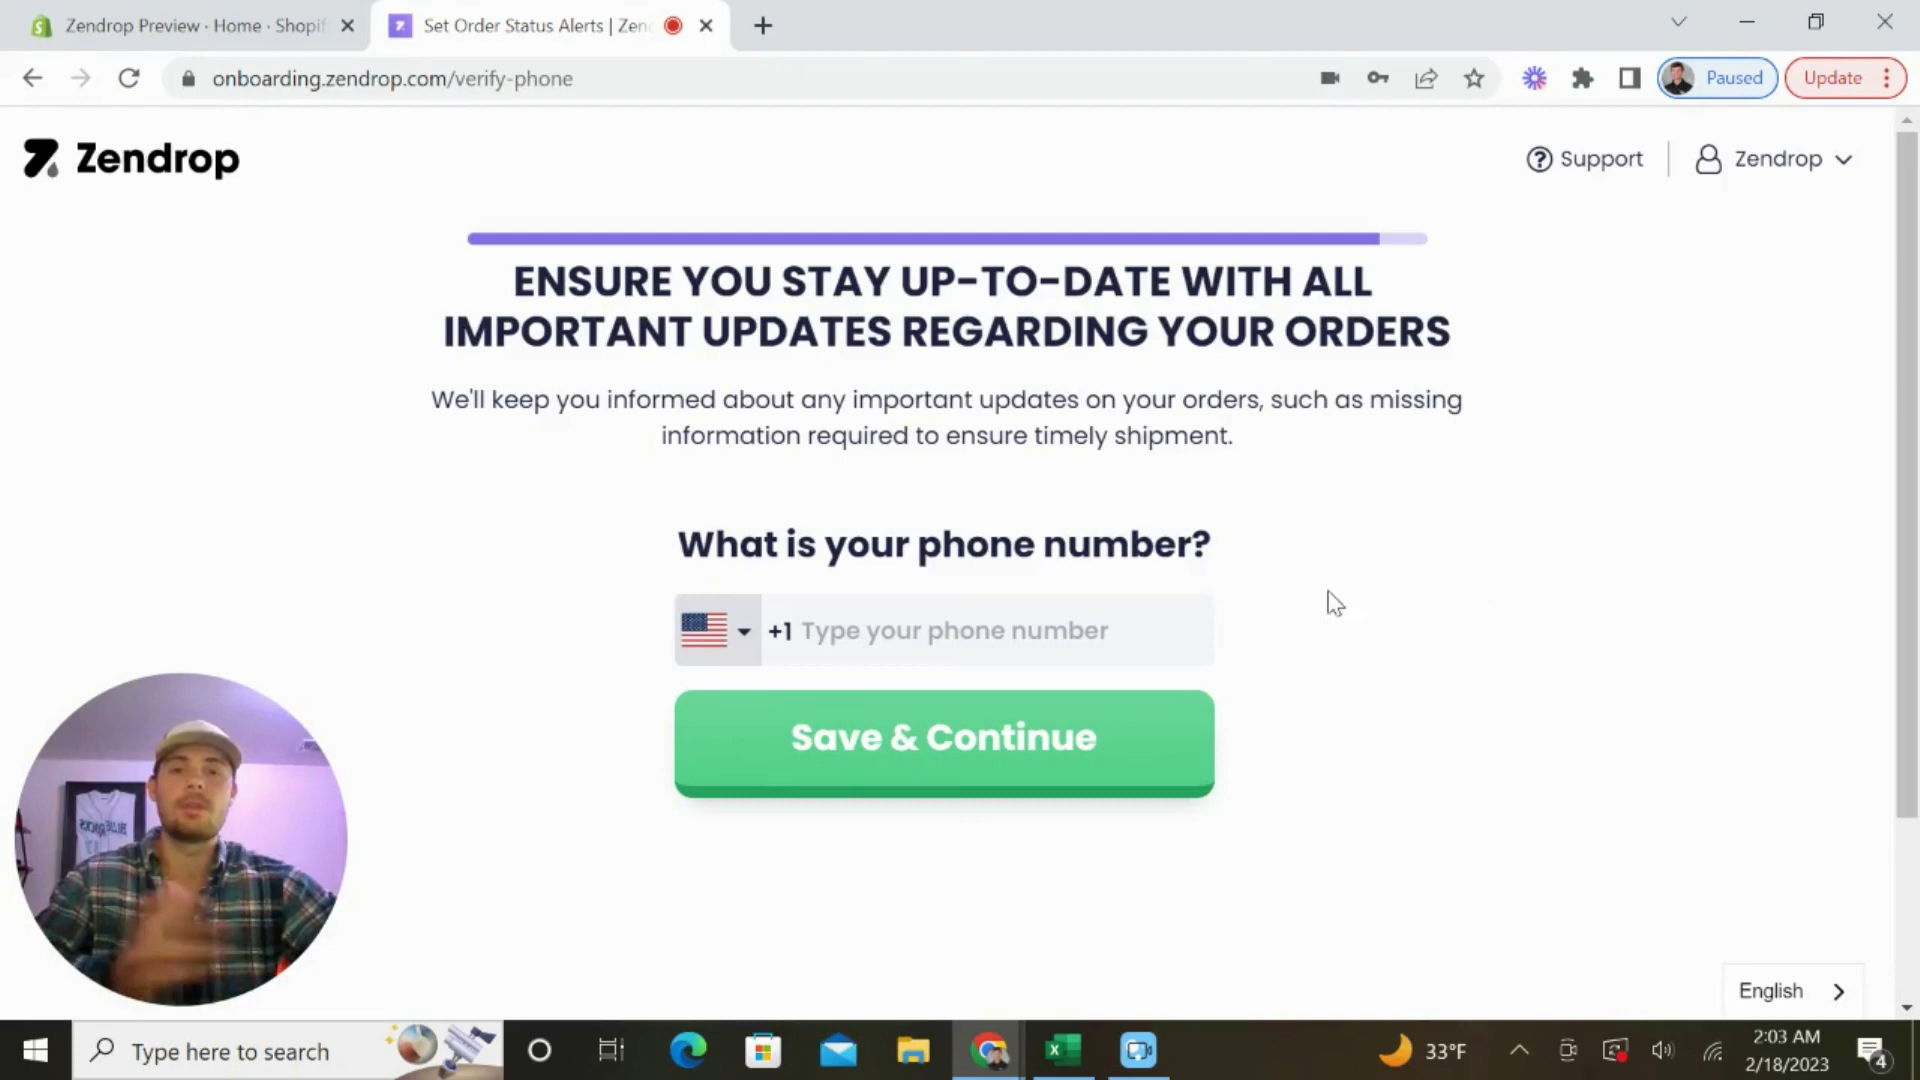 Zendrop Preview · Home · Shopif
Set Order Status Alerts | Zen
onboarding.zendrop.com/verify-phone
Paused
Update
Zendrop
Support
Zendrop
ENSURE YOU STAY UP-TO-DATE WITH ALL
IMPORTANT UPDATES REGARDING YOUR ORDERS
We'll keep you informed about any important updates on your orders, such as missing
information required to ensure timely shipment.
What is your phone number?
+1 Type your phone number
Save & Continue
English
Type here to search
33°F
2:03 AM
2/18/2023
4